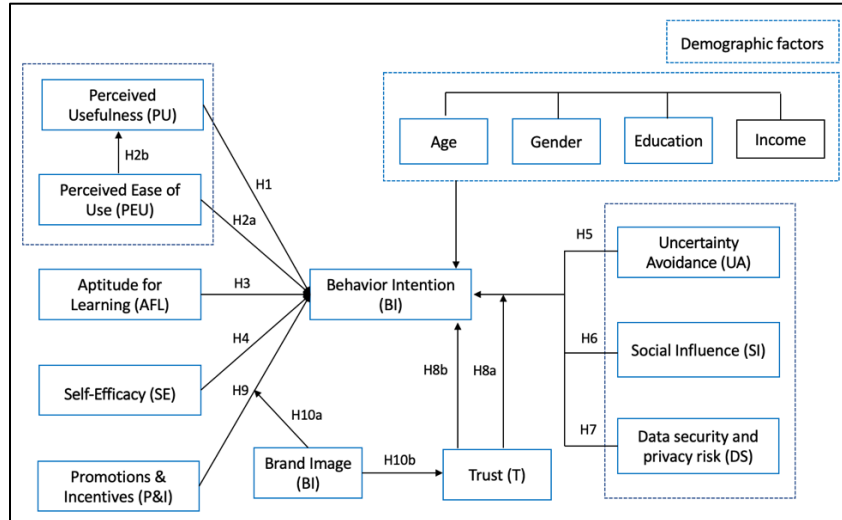 Demographic factors
Perceived
Usefulness (PU)
H2b
Perceived Ease of
Use (PEU)
H1
H2a
Age
Gender
Education
Income
Aptitude for
Learning (AFL)
H3
Behavior Intention
(BI)
H5
Uncertainty
Avoidance (UA)
H4
Self-Efficacy (SE)
H9
H8b
H8a
H6
Social Influence (SI)
H10a
Promotions &
Incentives (P&I)
Brand Image
(BI)
H10b
Trust (T)
H7
Data security and
privacy risk (DS)